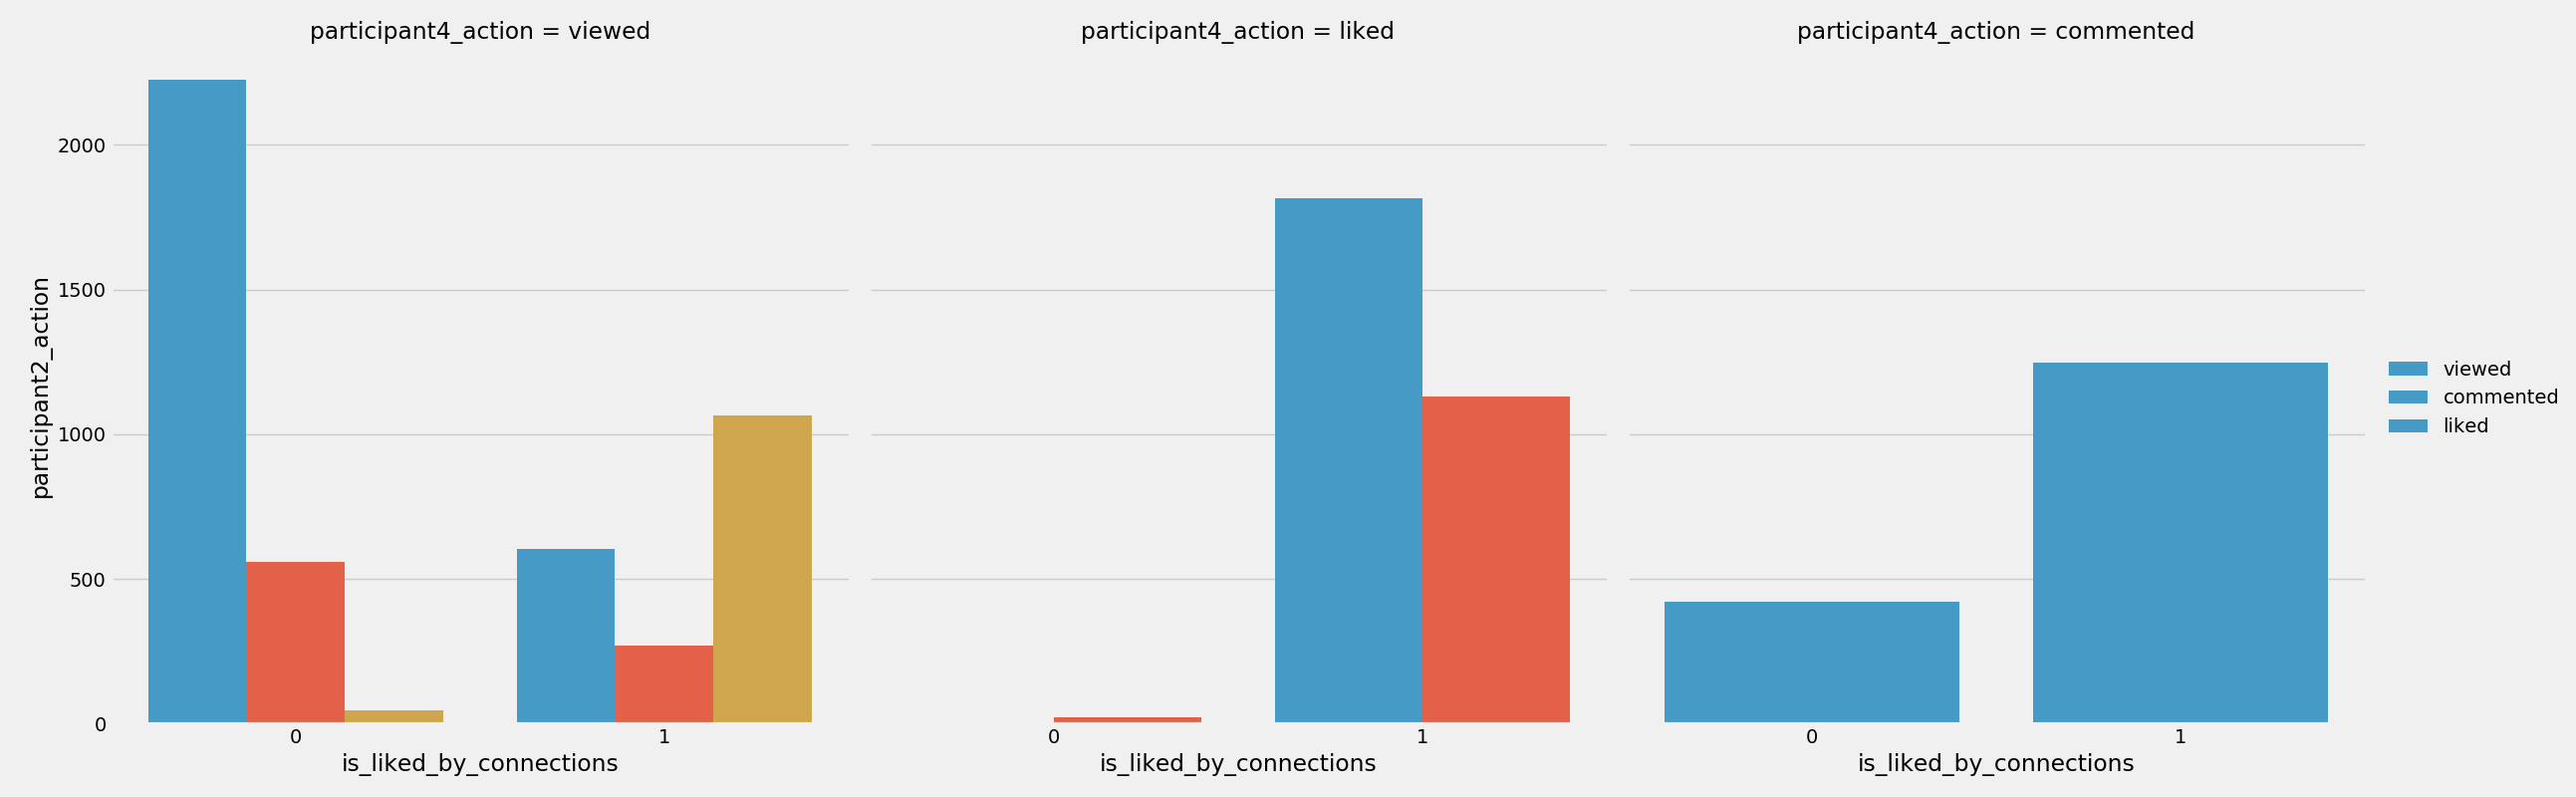 participant4_action = viewed
participant4_action = liked
participant4_action = commented
participant2_action
2000
1500
1000
500
0
0
1
is_liked_by_connections
0
1
is_liked_by_connections
0
1
is_liked_by_connections
viewed
commented
liked